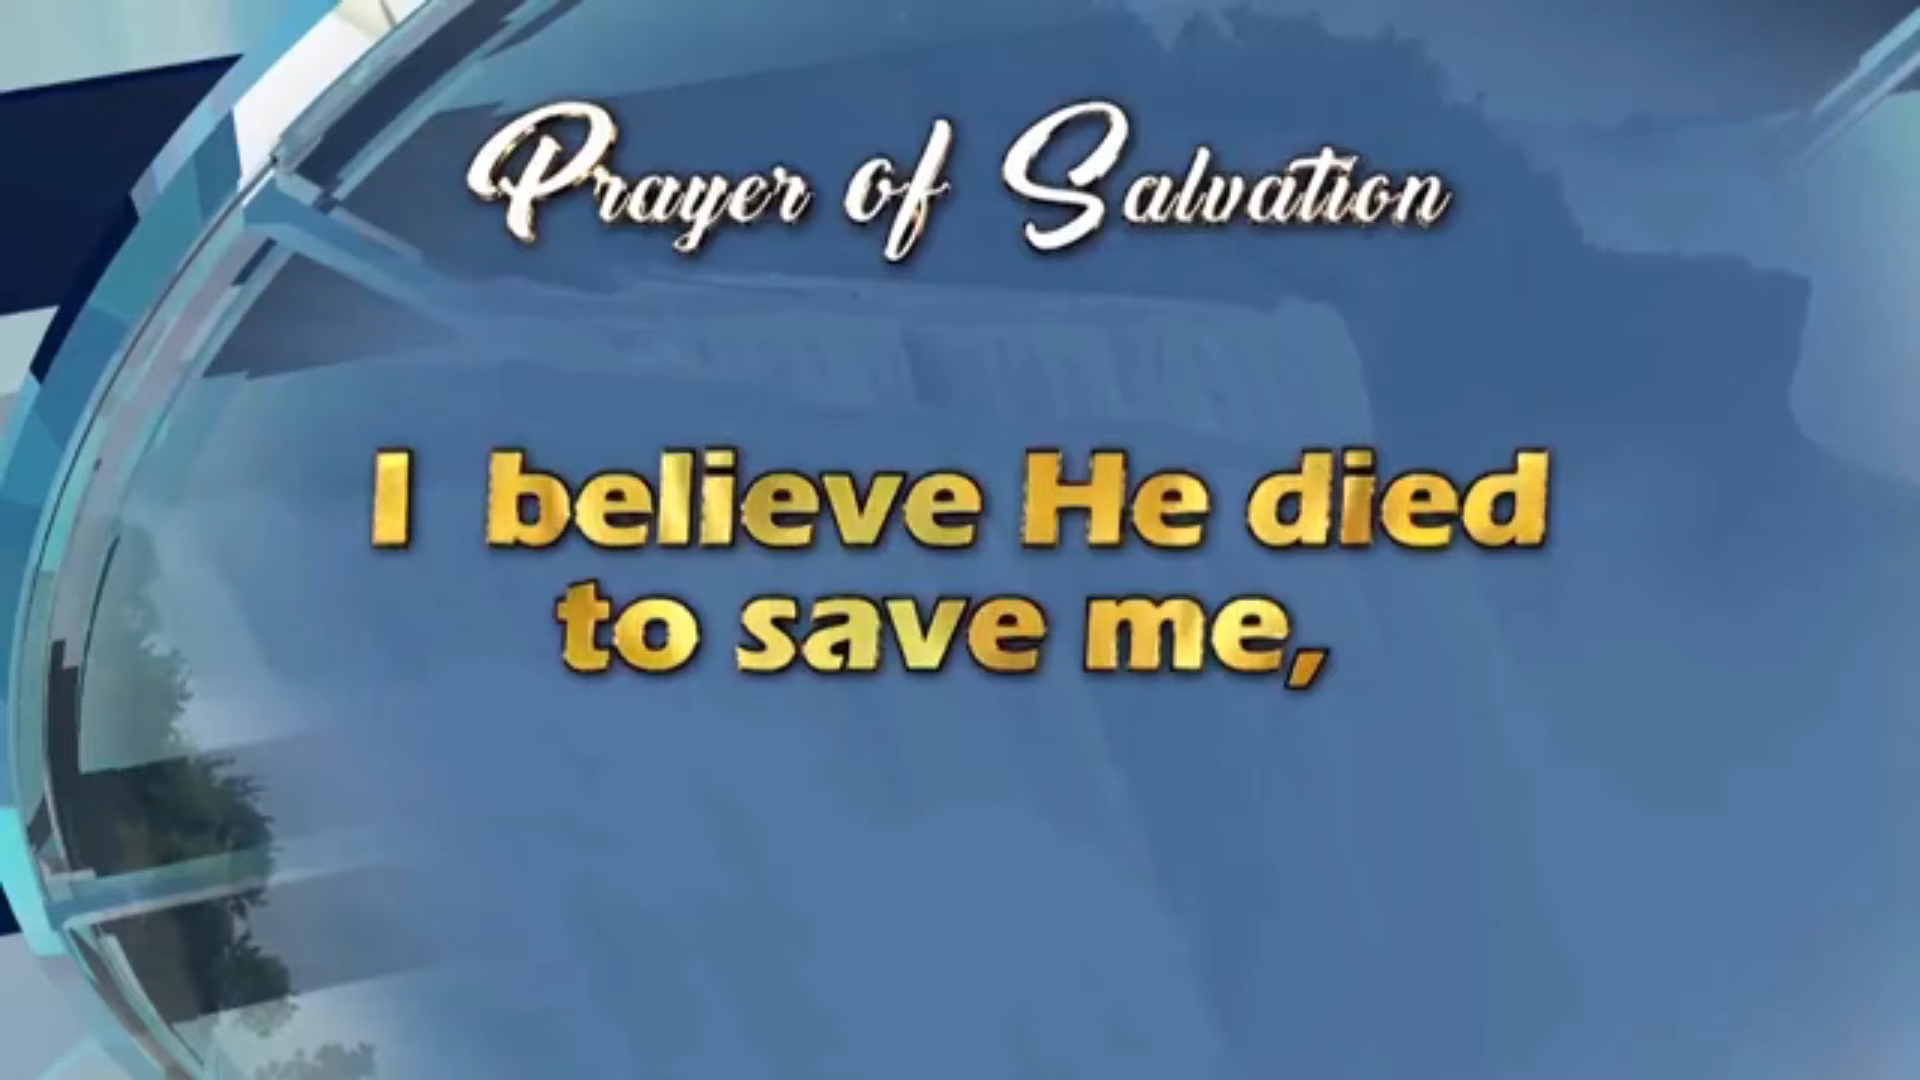 Prayer of Salvation
I believe He died
to save me,